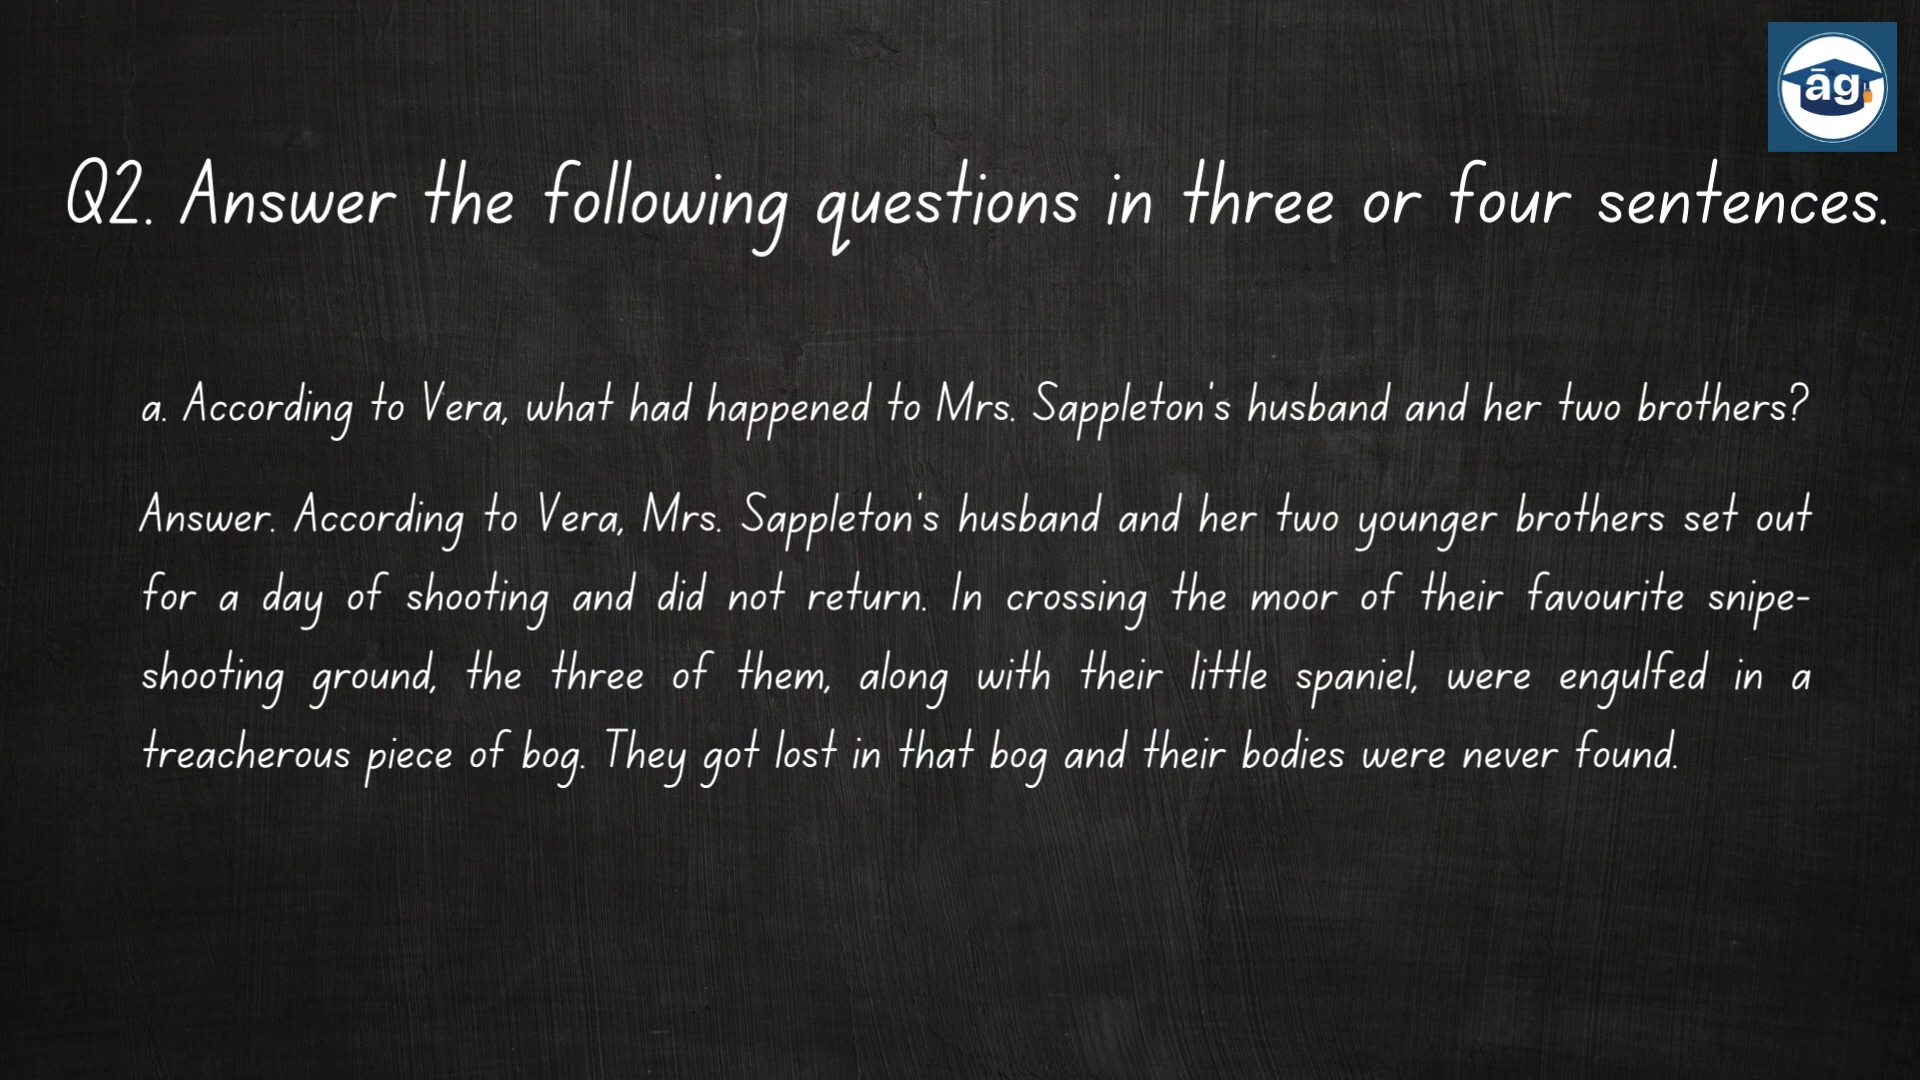 āg
Q2. Answer the following questions in three or four sentences.
a. According to Vera, what had happened to Mrs. Sappleton's husband and her two brothers?
Answer. According to Vera, Mrs. Sappleton's husband and her two younger brothers set out
for a day of shooting and did not return. In crossing the moor of their favourite snipe-
shooting ground, the three of them, along with their little spaniel, were engulfed in a
treacherous piece of bog. They got lost in that bog and their bodies were never found.